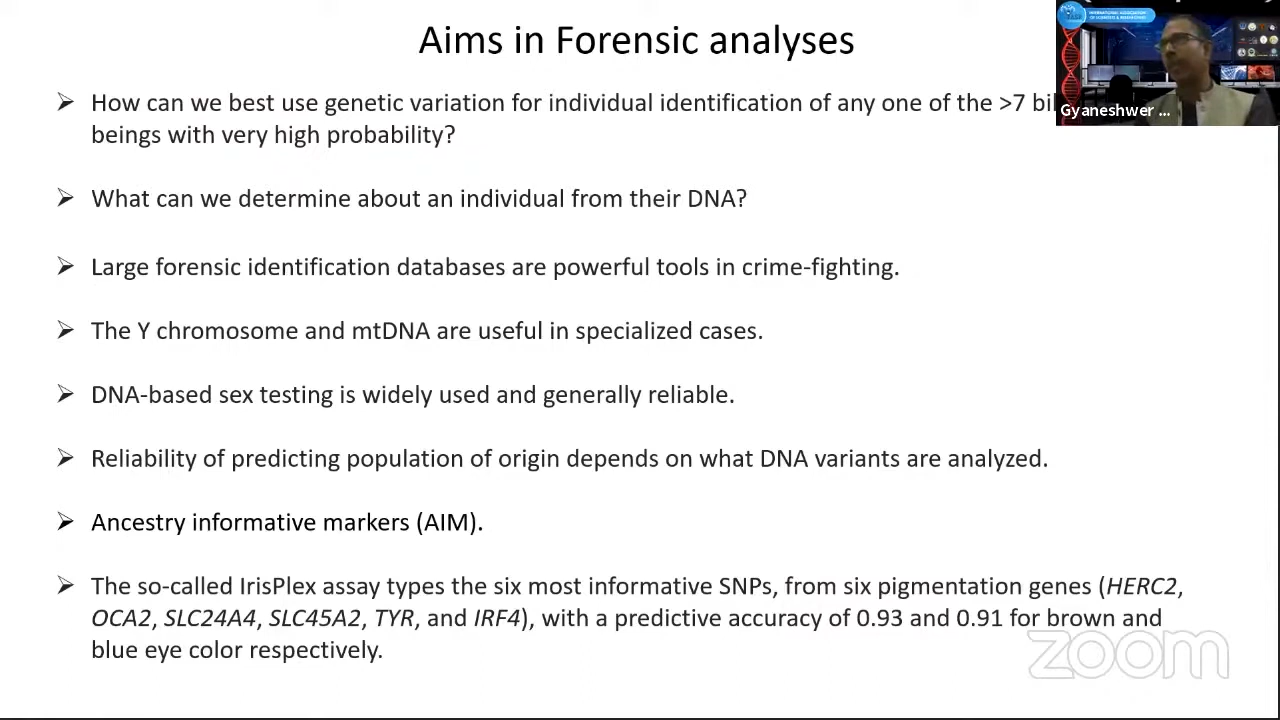 Aims in Forensic analyses
INTERNATIONAL ASSOCIATION
Gyaneshwer ...
➢ How can we best use genetic variation for individual identification of any one of the >7 bi
beings with very high probability?
➢ What can we determine about an individual from their DNA?
➢ Large forensic identification databases are powerful tools in crime-fighting.
➢ The Y chromosome and mtDNA are useful in specialized cases.
➢ DNA-based sex testing is widely used and generally reliable.
➢ Reliability of predicting population of origin depends on what DNA variants are analyzed.
➢ Ancestry informative markers (AIM).
➢ The so-called IrisPlex assay types the six most informative SNPs, from six pigmentation genes (HERC2,
OCA2, SLC24A4, SLC45A2, TYR, and IRF4), with a predictive accuracy of 0.93 and 0.91 for brown and
blue eye color respectively.
zoom